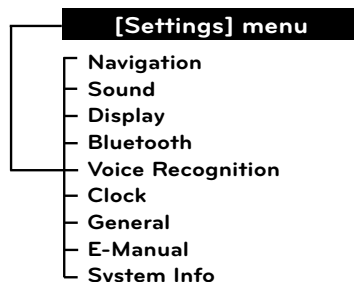 [Settings] menu
Navigation
Sound
Display
Bluetooth
Voice Recognition
Clock
General
E-Manual
System Info